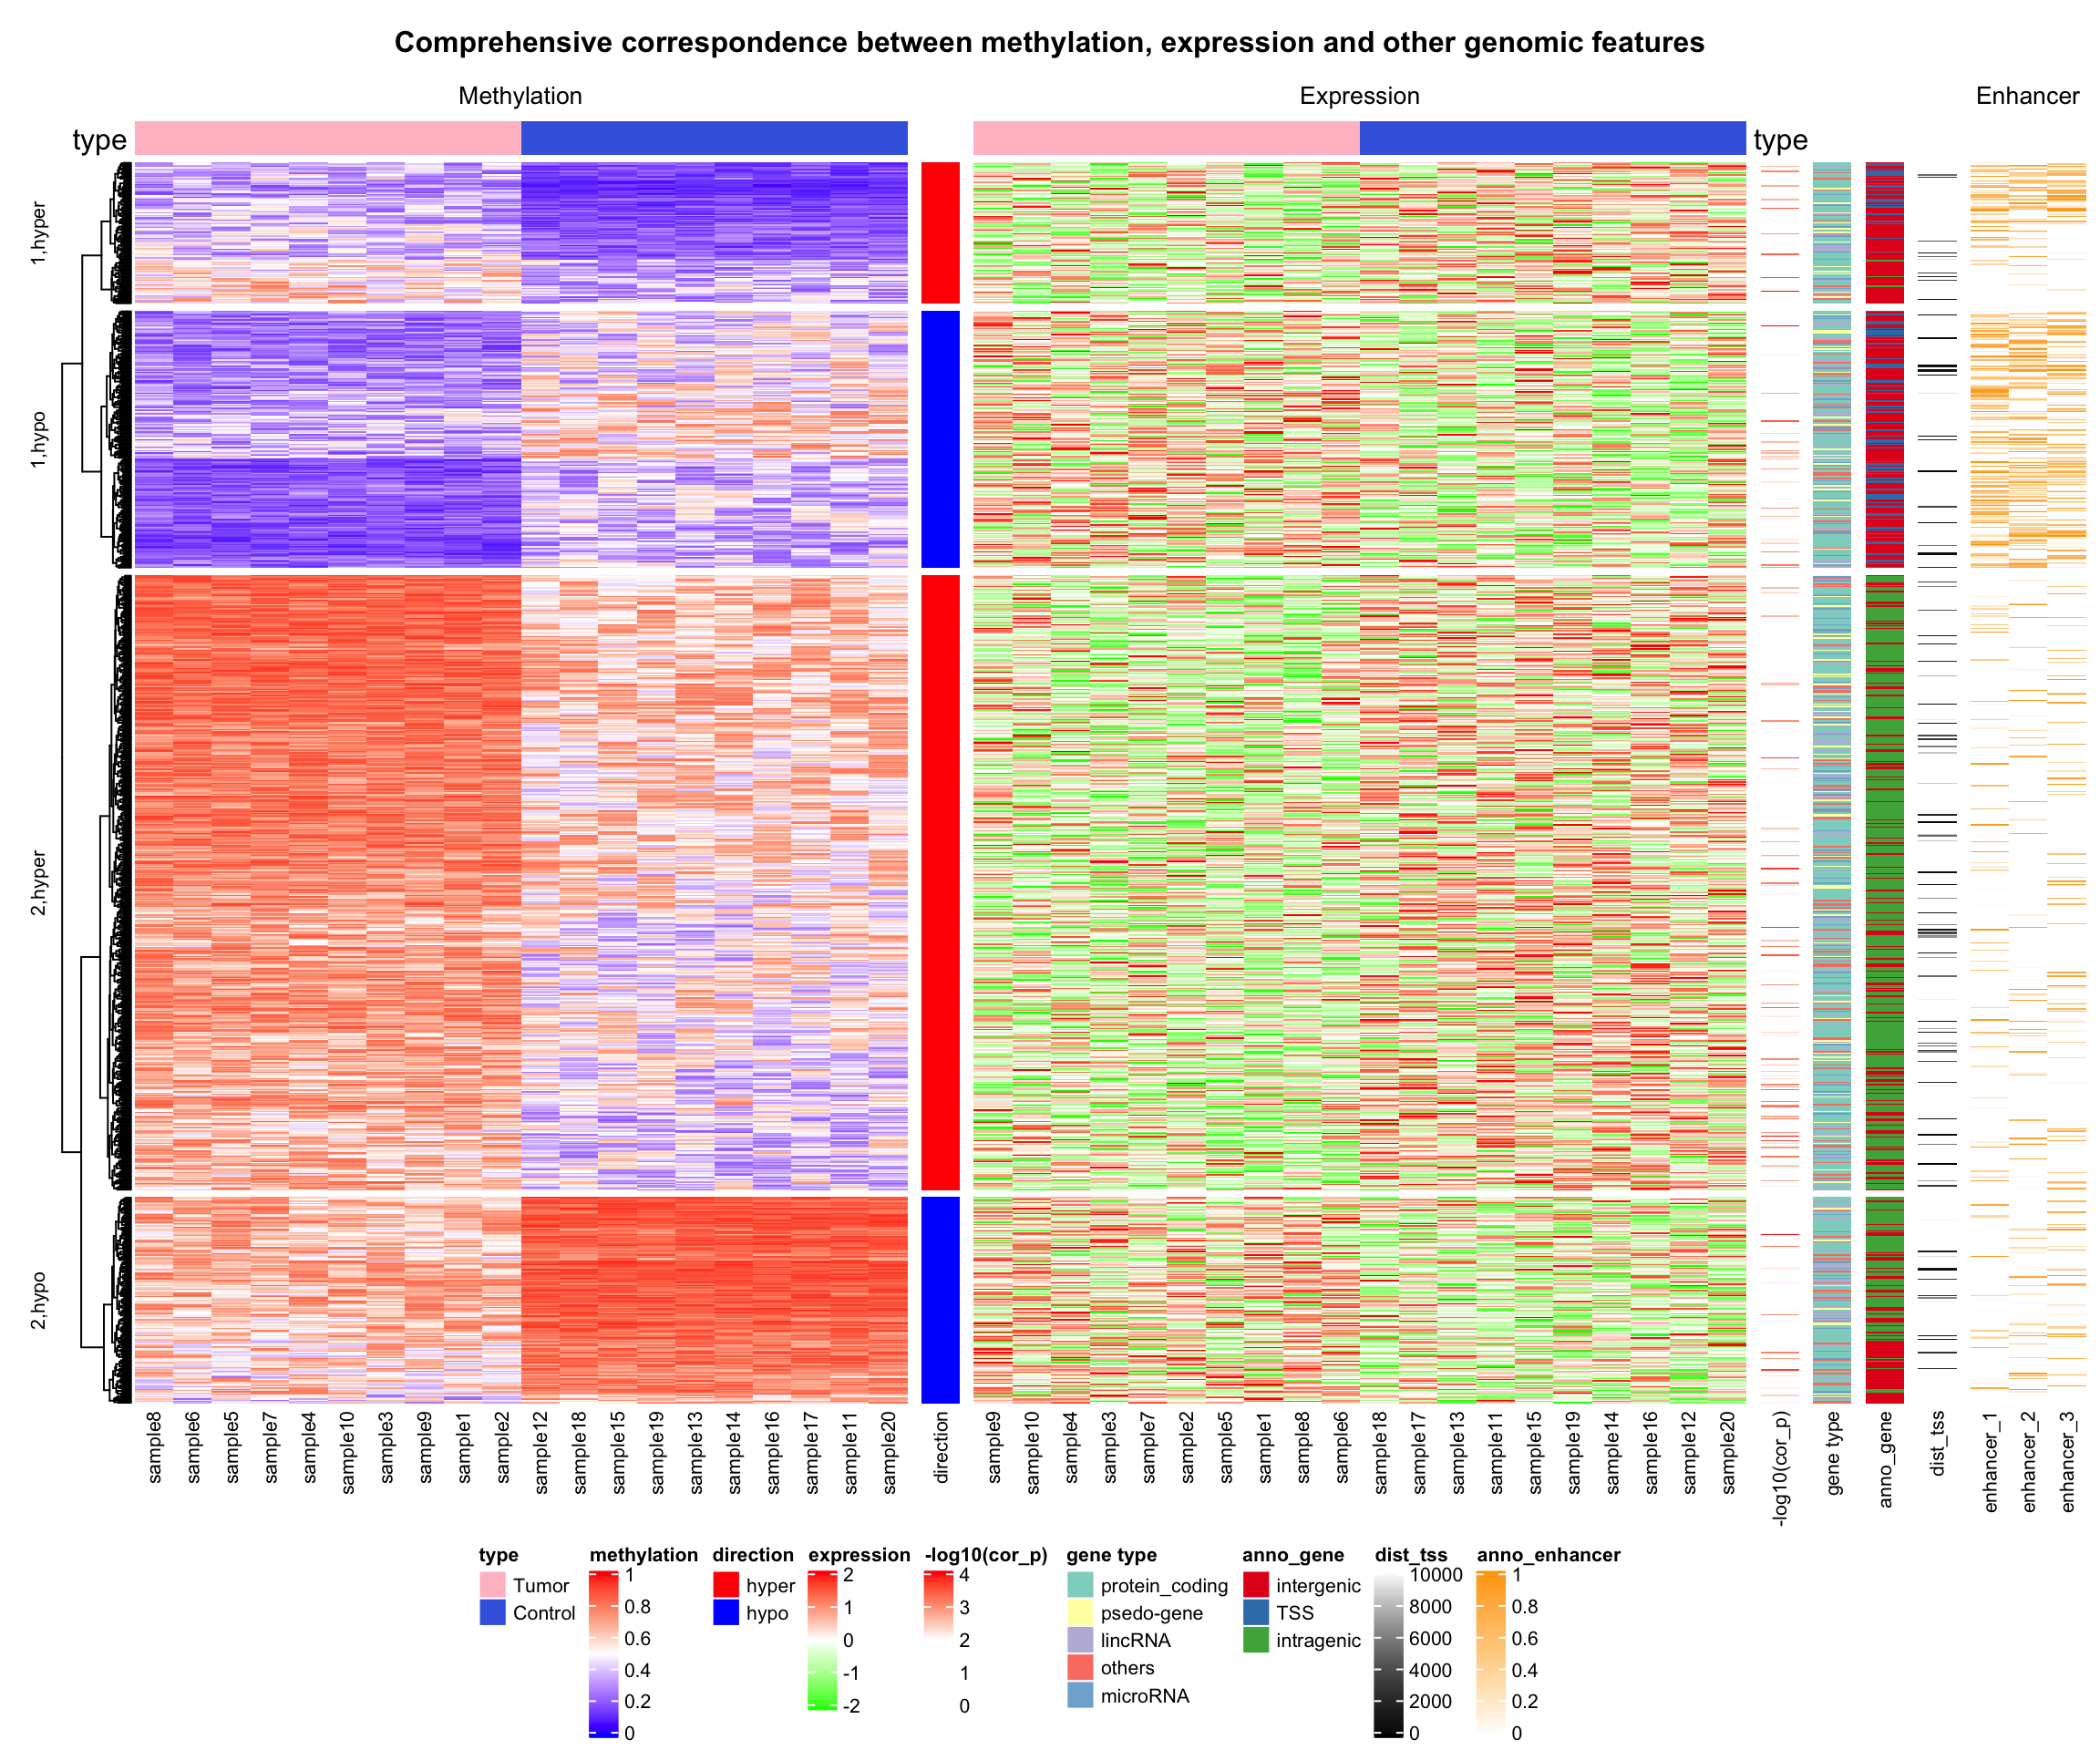 Comprehensive correspondence between methylation, expression and other genomic features
Methylation
Expression
Enhancer
type
type
1,hyper
1,hypo
2,hyper
2,hypo
sample8
sample6
sample5
sample7
sample4
sample10
sample3
sample9
sample1
sample2
sample12
sample18
sample15
sample19
sample13
sample14
sample16
sample17
sample11
sample20
direction
sample9
sample10
sample4
sample3
sample7
sample2
sample5
sample1
sample8
sample6
sample18
sample17
sample13
sample11
sample15
sample19
sample14
sample16
sample12
sample20
-log10(cor_p)
gene type
anno_gene
dist_tss
enhancer_1
enhancer_2
enhancer_3
type
Tumor
Control
methylation
1
0.8
0.6
0.4
0.2
0
direction
hyper
hypo
expression
2
1
0
-1
-2
-log10(cor_p)
4
3
2
1
0
gene type
protein_coding
psedo-gene
lincRNA
others
microRNA
anno_gene
intergenic
TSS
intragenic
dist_tss
10000
8000
6000
4000
2000
0
anno_enhancer
1
0.8
0.6
0.4
0.2
0